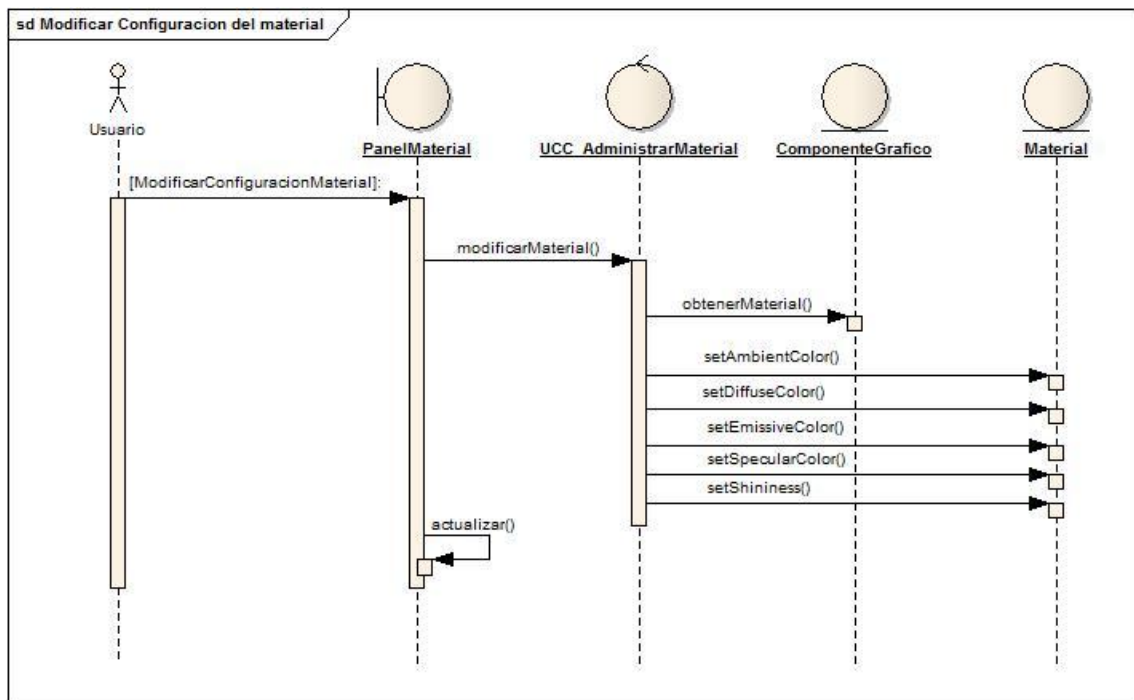 sd Modificar Configuracion del material
Usuario
PanelMaterial
UCC_AdministrarMaterial
ComponenteGrafico
Material
[ModificarConfiguracionMaterial]:
modificarMaterial()
obtenerMaterial()
setAmbientColor()
setDiffuseColor()
setEmissiveColor()
setSpecularColor()
setShininess()
actualizar()